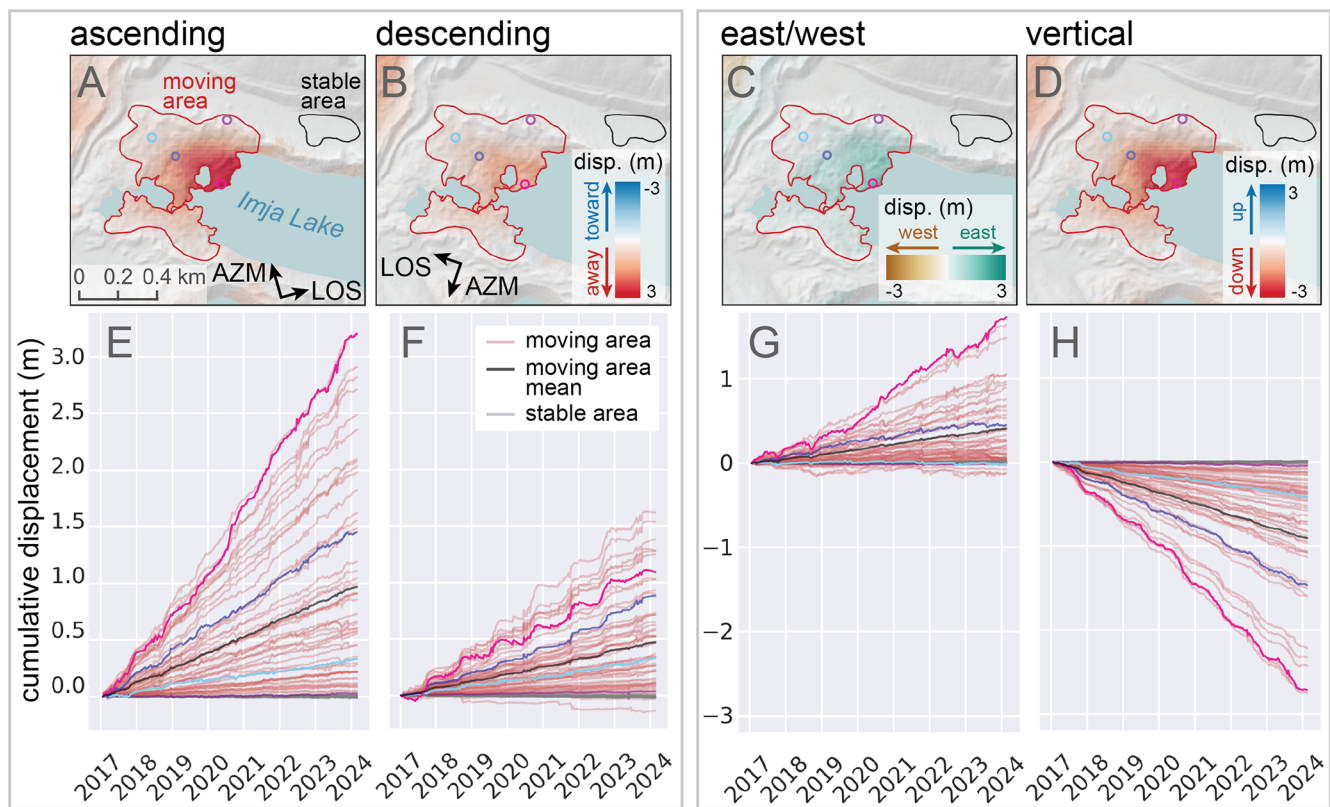 ascending
descending
east/west
vertical
A
moving
area
stable
area
Imja Lake
0 0.2 0.4 km
AZM
LOS
B
LOS
AZM
disp. (m)
toward
away
-3
3
C
disp. (m)
west
east
-3
3
D
disp. (m)
up
down
3
-3
cumulative displacement (m)
E
3.0
2.5
2.0
1.5
1.0
0.5
0.0
2017
2018
2019
2020
2021
2022
2023
2024
F
moving area
moving area
mean
stable area
2017
2018
2019
2020
2021
2022
2023
2024
G
1
0
2017
2018
2019
2020
2021
2022
2023
2024
H
0
−1
−2
−3
2017
2018
2019
2020
2021
2022
2023
2024